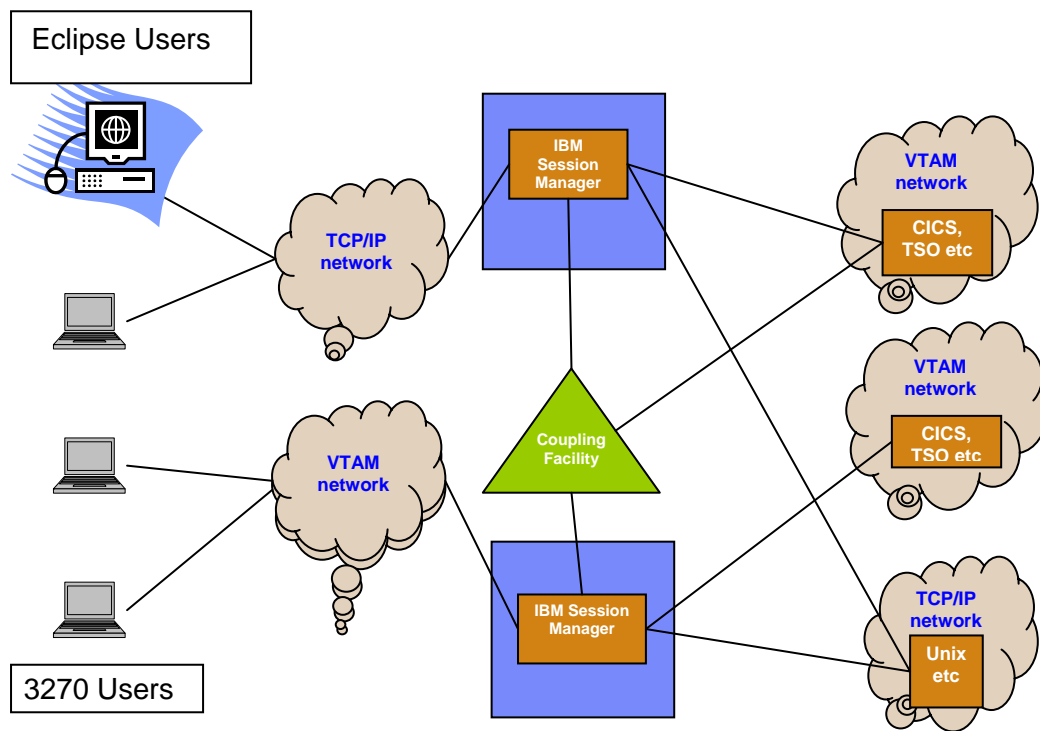 Eclipse Users
IBM
Session
Manager
VTAM
network
CICS,
TSO etc
TCP/IP
network
VTAM
network
CICS,
TSO etc
Coupling
Facility
VTAM
network
IBM Session
Manager
TCP/IP
network
Unix
etc
3270 Users